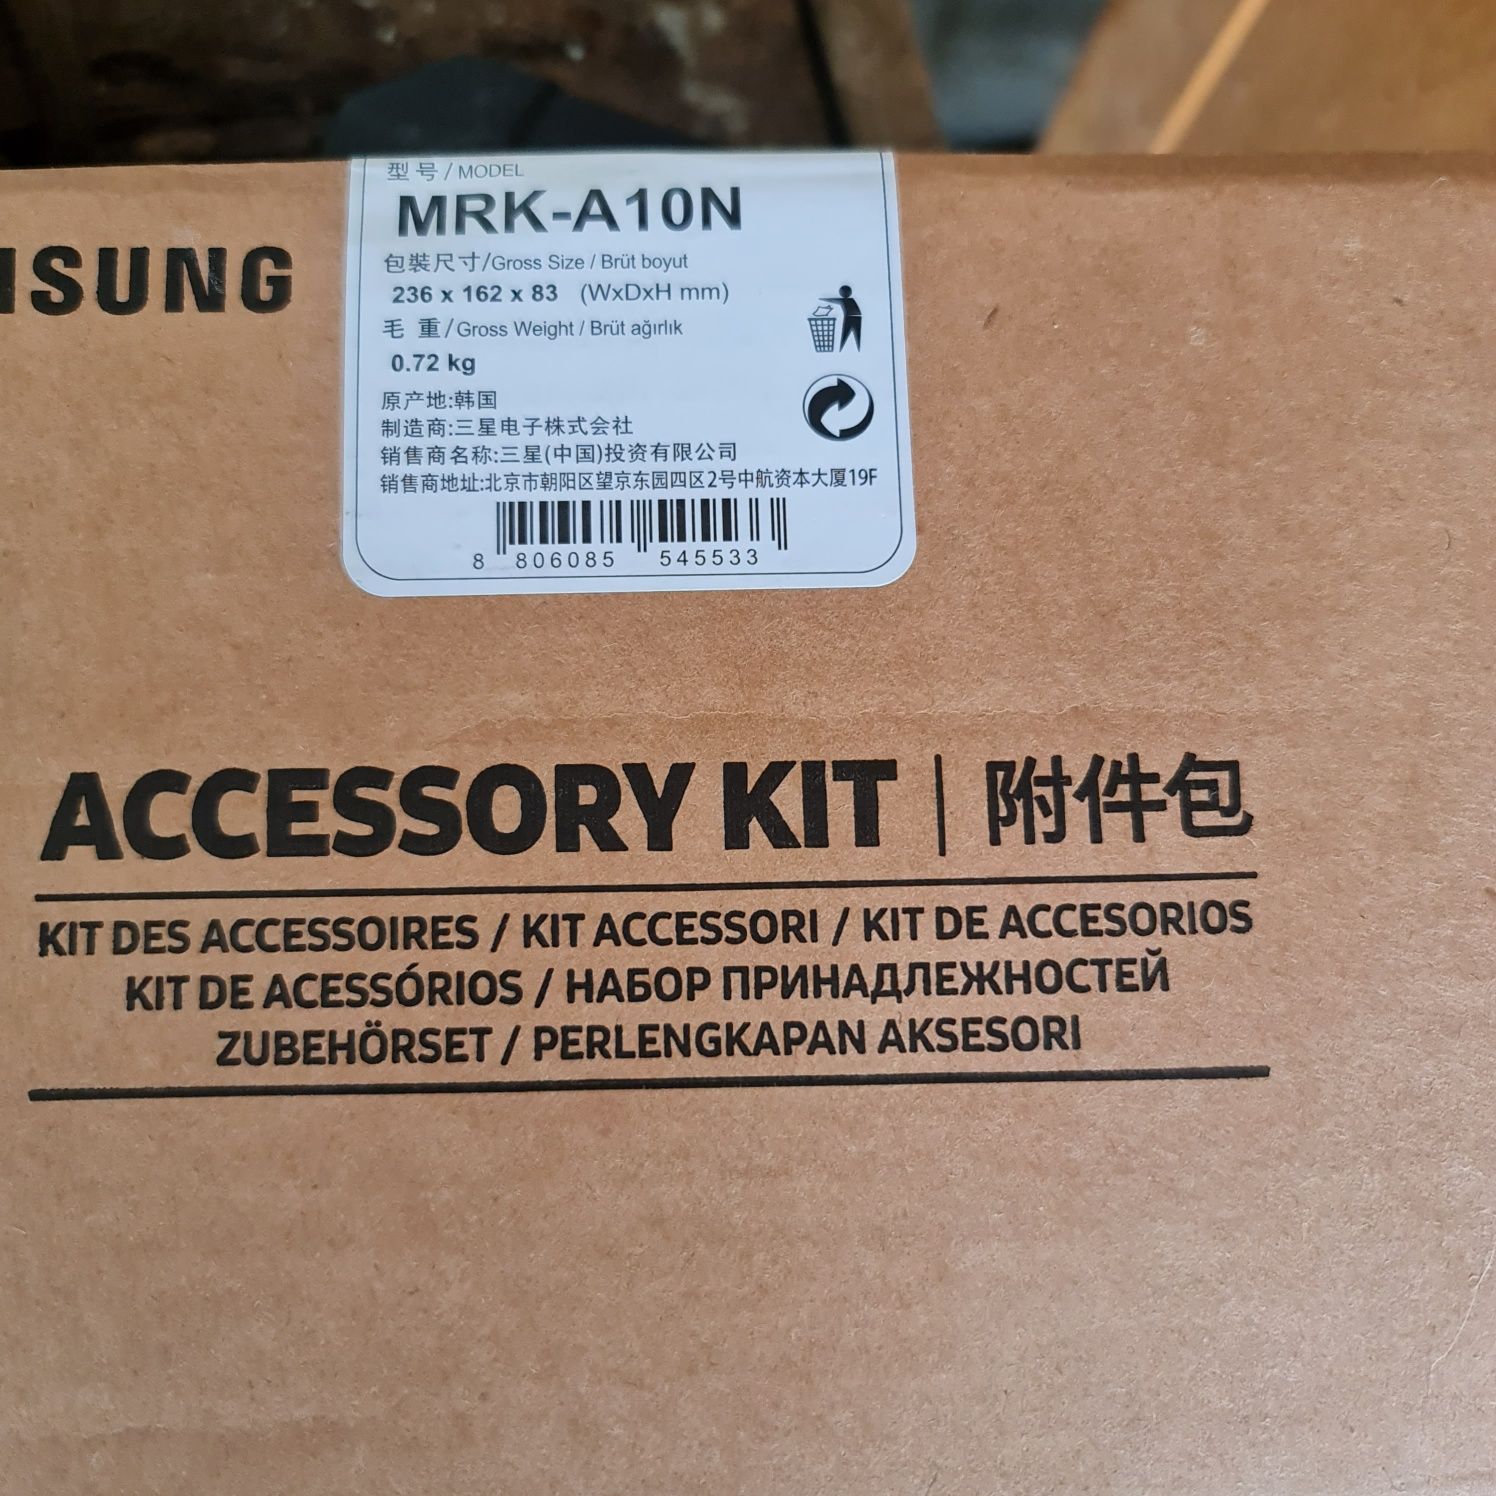 型号/MODEL
MRK-A10N
SUNG
包裝尺寸/Gross Size / Brüt boyut
236 x 162 x 83 (WxDxH mm)
毛 重/Gross Weight / Brüt ağırlık
0.72 kg
原产地:韩国
制造商:三星电子株式会社
销售商名称:三星(中国)投资有限公司
销售商地址:北京市朝阳区望京东园四区2号中航资本大厦19F
8 806085 545533
ACCESSORY KIT | 附件包
KIT DES ACCESSOIRES / KIT ACCESSORI / KIT DE ACCESORIOS
KIT DE ACESSÓRIOS / НАБОР ПРИНАДЛЕЖНОСТЕЙ
ZUBEHÖRSET / PERLENGKAPAN AKSESORI